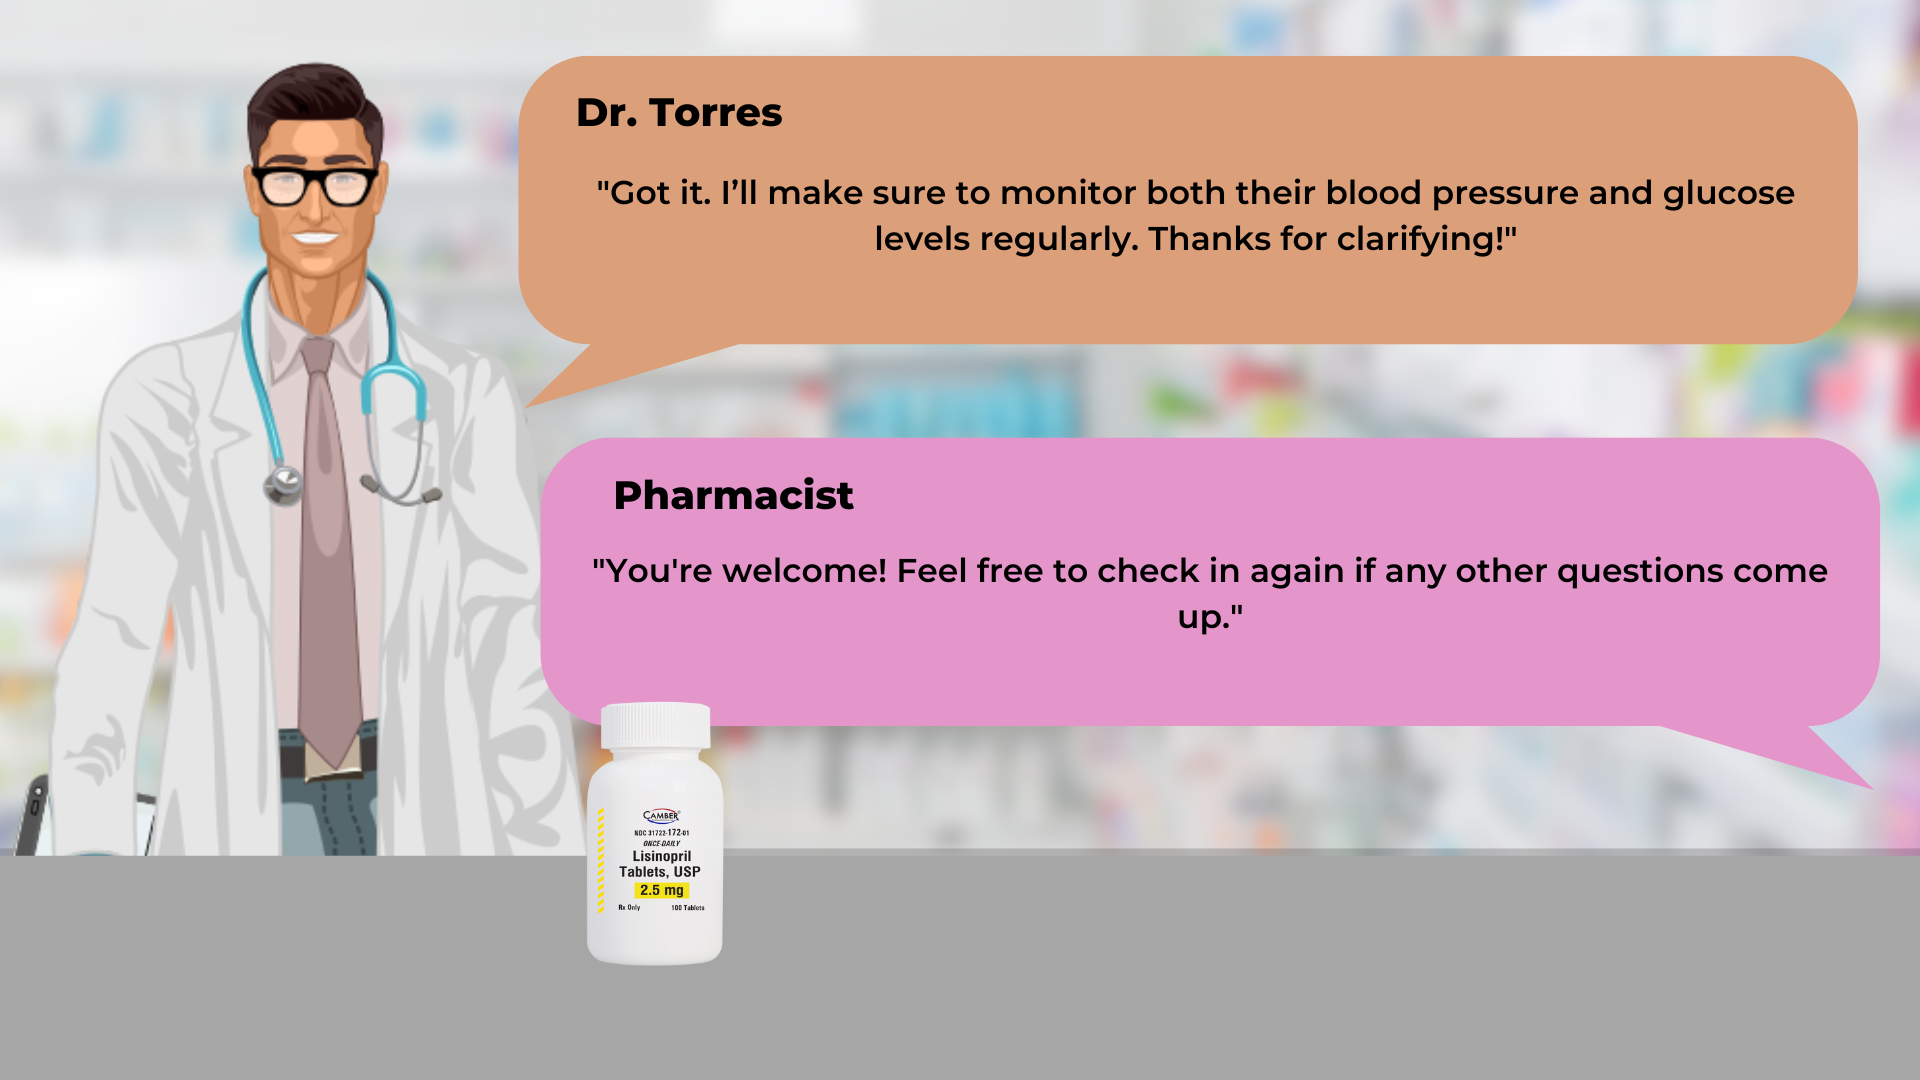 Dr. Torres
"Got it. I’ll make sure to monitor both their blood pressure and glucose
levels regularly. Thanks for clarifying!"
Pharmacist
"You're welcome! Feel free to check in again if any other questions come
up."
CAMBER
NDC 31722-172-01
ONCE-DAILY
Lisinopril
Tablets, USP
2.5 mg
Rx Only 100 Tablets